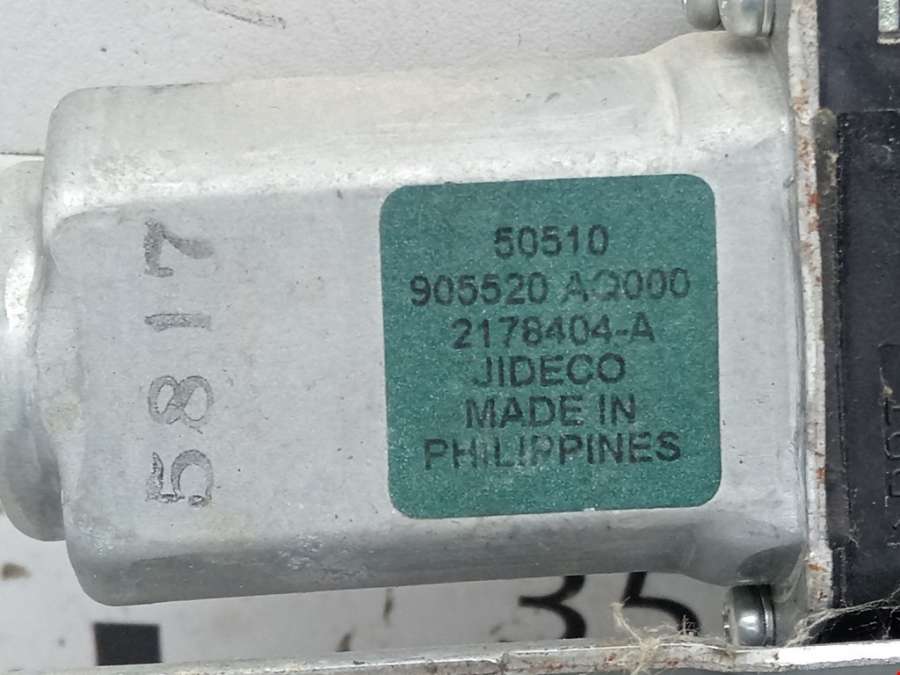 50510
905520 AQ000
2178404-A
JIDECO
MADE IN
PHILIPPINES
5817
35